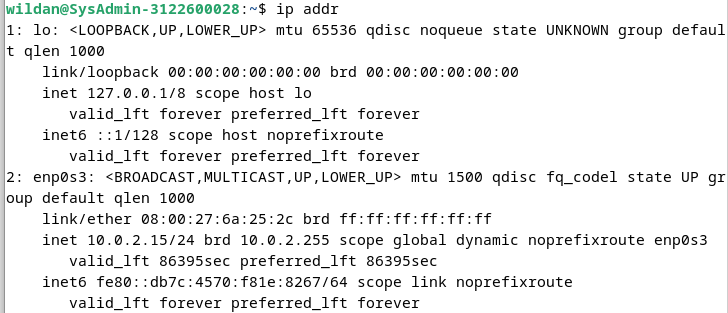 wildan@SysAdmin-3122600028:~$ ip addr
1: lo: <LOOPBACK,UP,LOWER_UP> mtu 65536 qdisc noqueue state UNKNOWN group defaul
t qlen 1000
    link/loopback 00:00:00:00:00:00 brd 00:00:00:00:00:00
    inet 127.0.0.1/8 scope host lo
       valid_lft forever preferred_lft forever
    inet6 ::1/128 scope host noprefixroute
       valid_lft forever preferred_lft forever
2: enp0s3: <BROADCAST,MULTICAST,UP,LOWER_UP> mtu 1500 qdisc fq_codel state UP gr
oup default qlen 1000
    link/ether 08:00:27:6a:25:2c brd ff:ff:ff:ff:ff:ff
    inet 10.0.2.15/24 brd 10.0.2.255 scope global dynamic noprefixroute enp0s3
       valid_lft 86395sec preferred_lft 86395sec
    inet6 fe80::db7c:4570:f81e:8267/64 scope link noprefixroute
       valid_lft forever preferred_lft forever